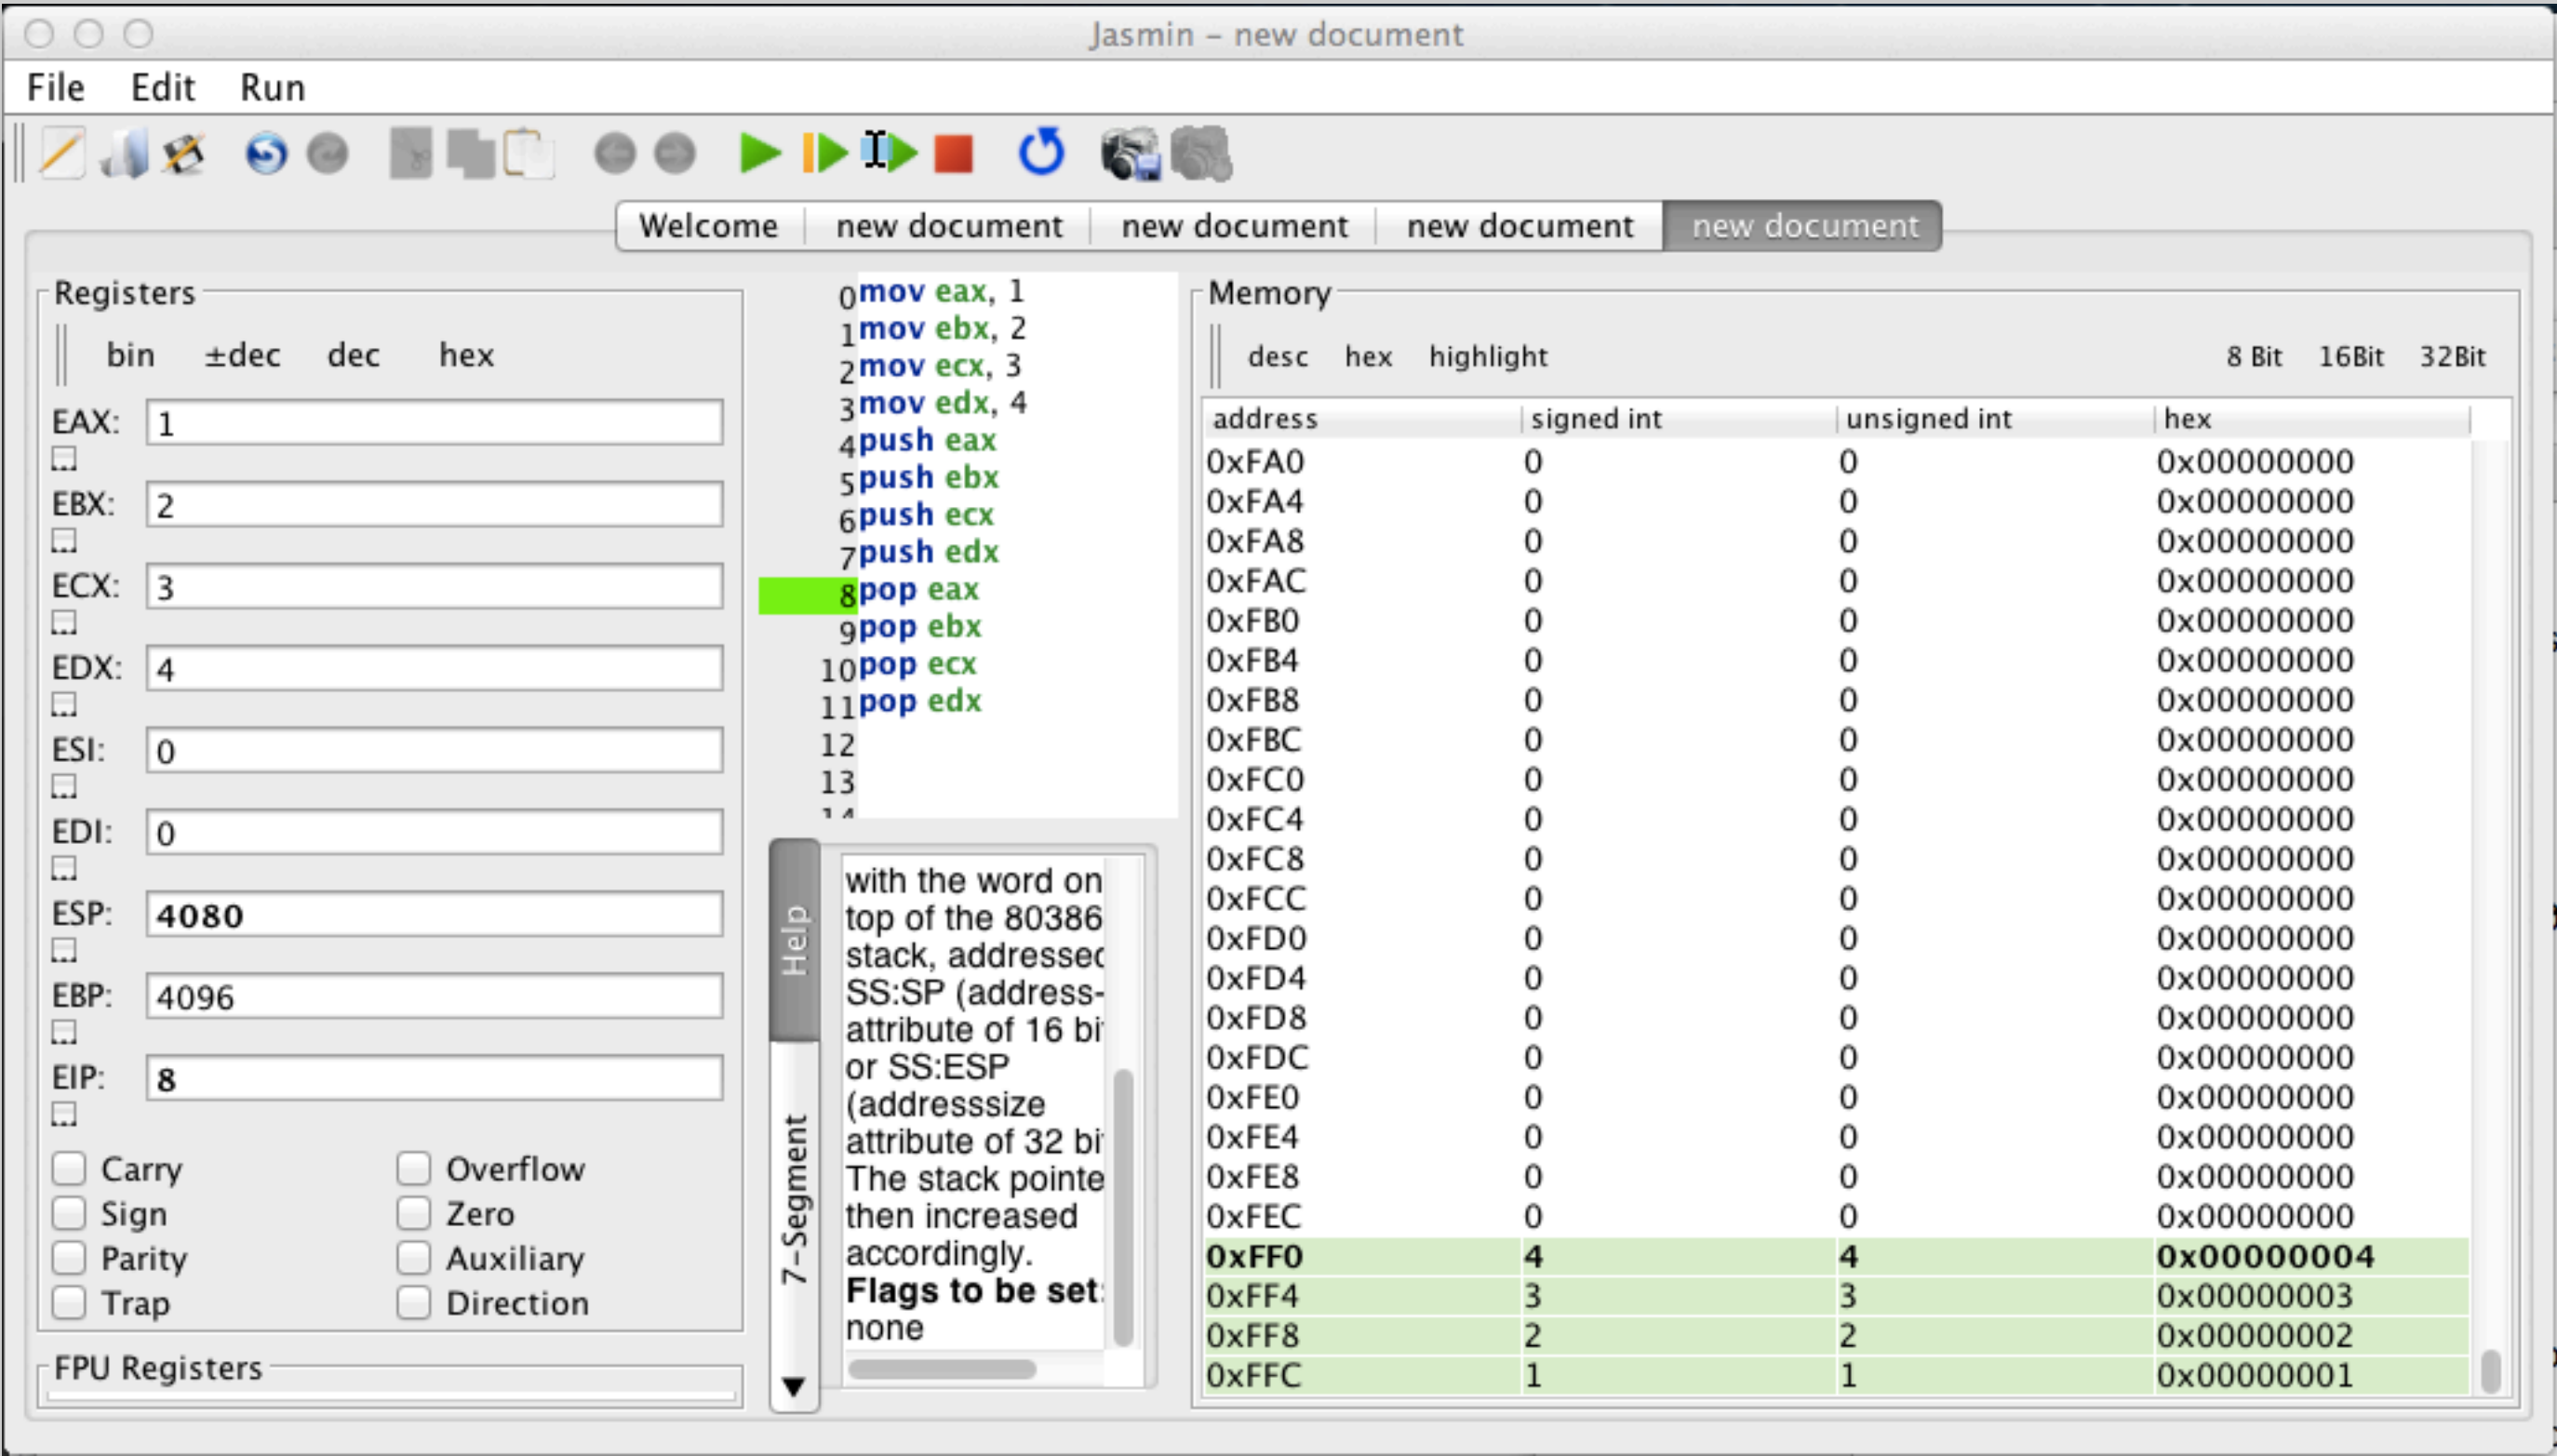 Jasmin – new document
File Edit Run
Welcome new document new document new document new document
Registers
bin ±dec dec hex
EAX: 1
EBX: 2
ECX: 3
EDX: 4
ESI: 0
EDI: 0
ESP: 4080
EBP: 4096
EIP: 8
Carry Overflow
Sign Zero
Parity Auxiliary
Trap Direction
FPU Registers
0 mov eax, 1
1 mov ebx, 2
2 mov ecx, 3
3 mov edx, 4
4 push eax
5 push ebx
6 push ecx
7 push edx
8 pop eax
9 pop ebx
10 pop ecx
11 pop edx
12
13
14
Help
7-Segment
with the word on
top of the 80386
stack, addressed
SS:SP (address-
attribute of 16 bi
or SS:ESP
(addresssize
attribute of 32 bi
The stack pointe
then increased
accordingly.
Flags to be set:
none
Memory
desc hex highlight 8 Bit 16Bit 32Bit
address signed int unsigned int hex
0xFA0 0 0 0x00000000
0xFA4 0 0 0x00000000
0xFA8 0 0 0x00000000
0xFAC 0 0 0x00000000
0xFB0 0 0 0x00000000
0xFB4 0 0 0x00000000
0xFB8 0 0 0x00000000
0xFBC 0 0 0x00000000
0xFC0 0 0 0x00000000
0xFC4 0 0 0x00000000
0xFC8 0 0 0x00000000
0xFCC 0 0 0x00000000
0xFD0 0 0 0x00000000
0xFD4 0 0 0x00000000
0xFD8 0 0 0x00000000
0xFDC 0 0 0x00000000
0xFE0 0 0 0x00000000
0xFE4 0 0 0x00000000
0xFE8 0 0 0x00000000
0xFEC 0 0 0x00000000
0xFF0 4 4 0x00000004
0xFF4 3 3 0x00000003
0xFF8 2 2 0x00000002
0xFFC 1 1 0x00000001